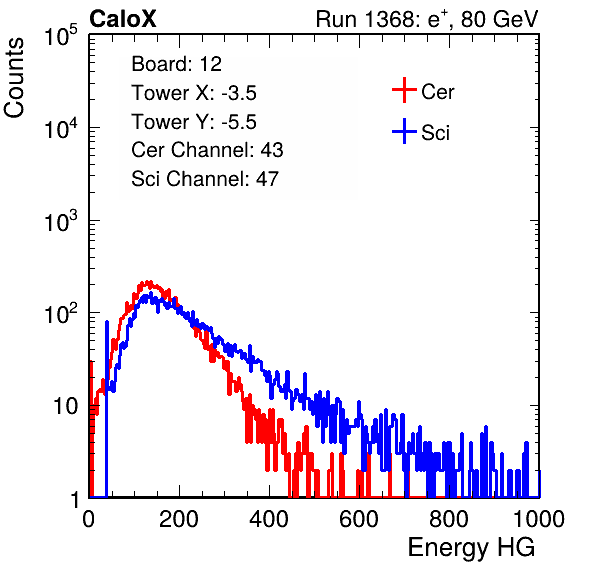 CaloX Run 1368: e⁺, 80 GeV
Counts
10⁵
10⁴
10³
10²
10
1
Board: 12
Tower X: -3.5
Tower Y: -5.5
Cer Channel: 43
Sci Channel: 47
Cer
Sci
0 200 400 600 800 1000
Energy HG